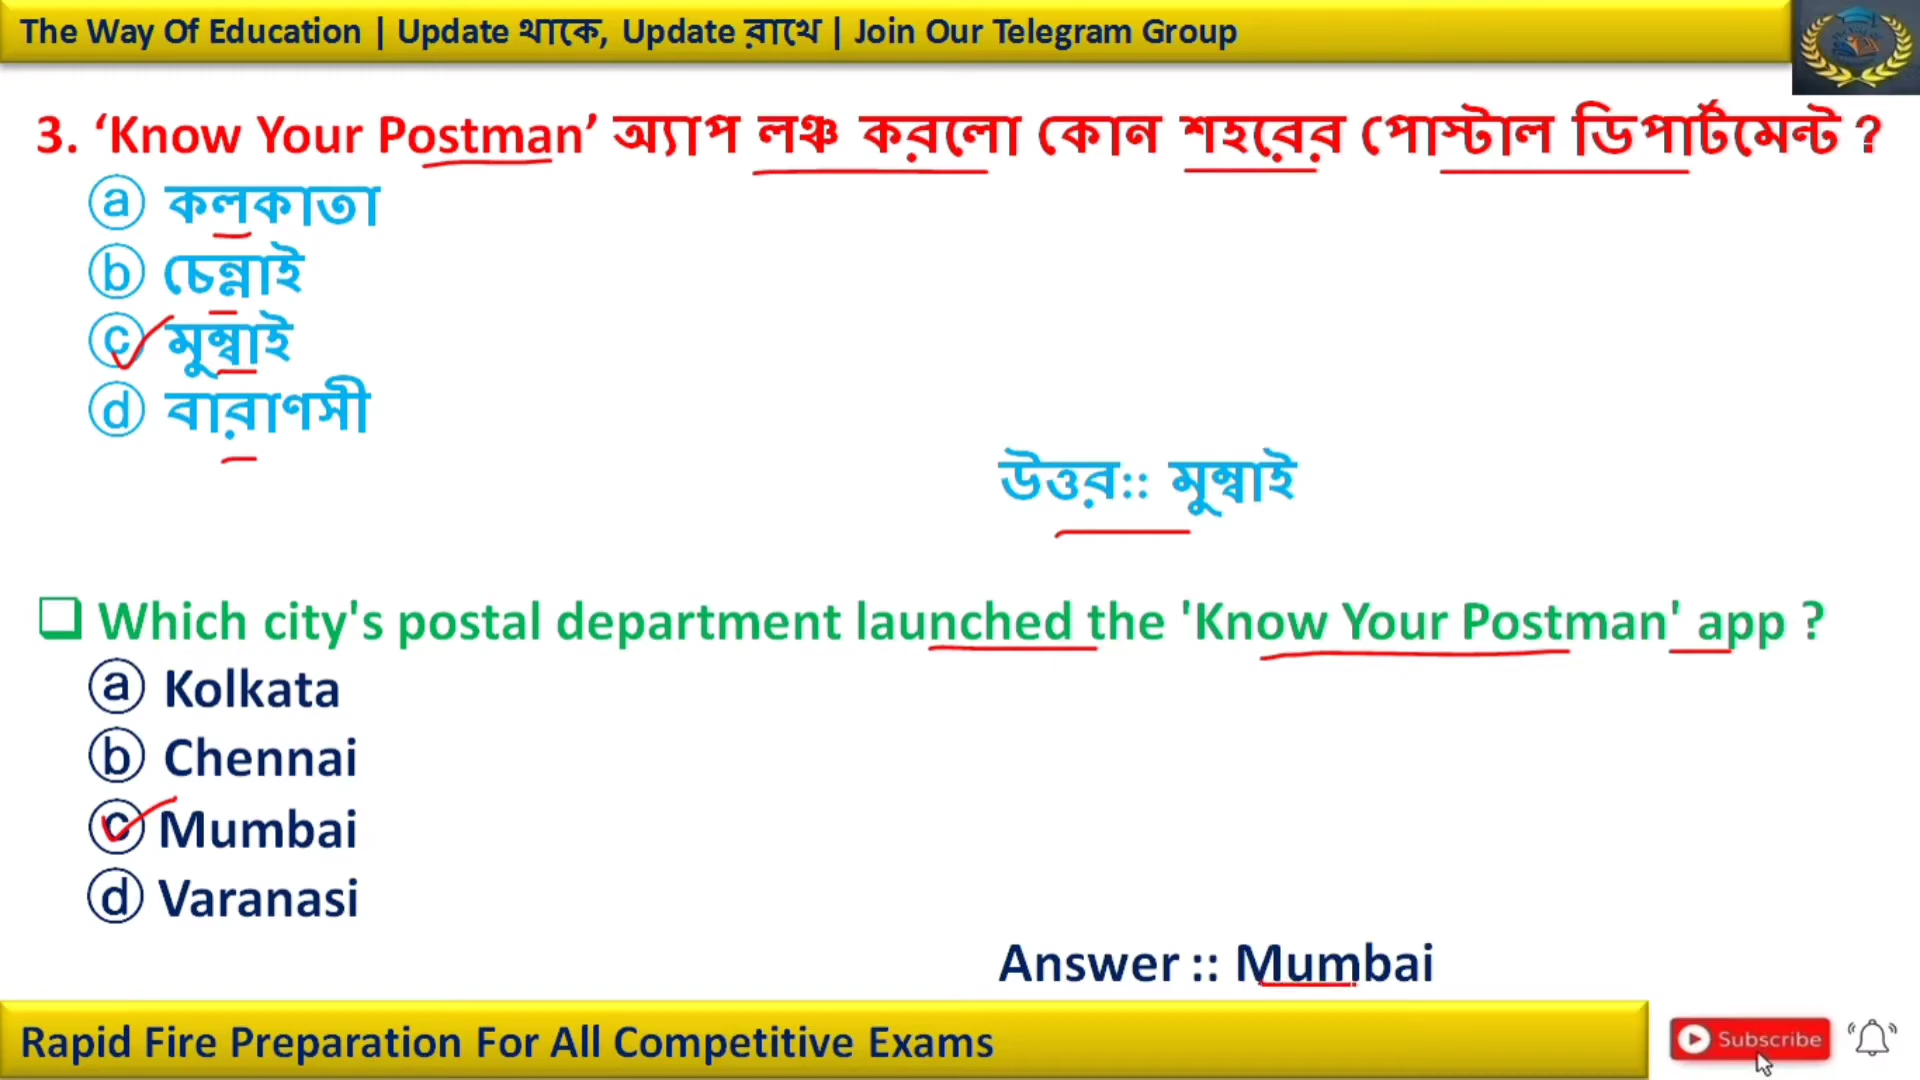 The Way Of Education | Update থাকে, Update রাখে | Join Our Telegram Group
3. ‘Know Your Postman’ অ্যাপ লঞ্চ করলো কোন শহরের পোস্টাল ডিপার্টমেন্ট ?
ⓐ কলকাতা
ⓑ চেন্নাই
ⓒ মুম্বাই
ⓓ বারাণসী
উত্তর:: মুম্বাই
❑ Which city's postal department launched the 'Know Your Postman' app ?
ⓐ Kolkata
ⓑ Chennai
ⓒ Mumbai
ⓓ Varanasi
Answer :: Mumbai
Rapid Fire Preparation For All Competitive Exams
Subscribe